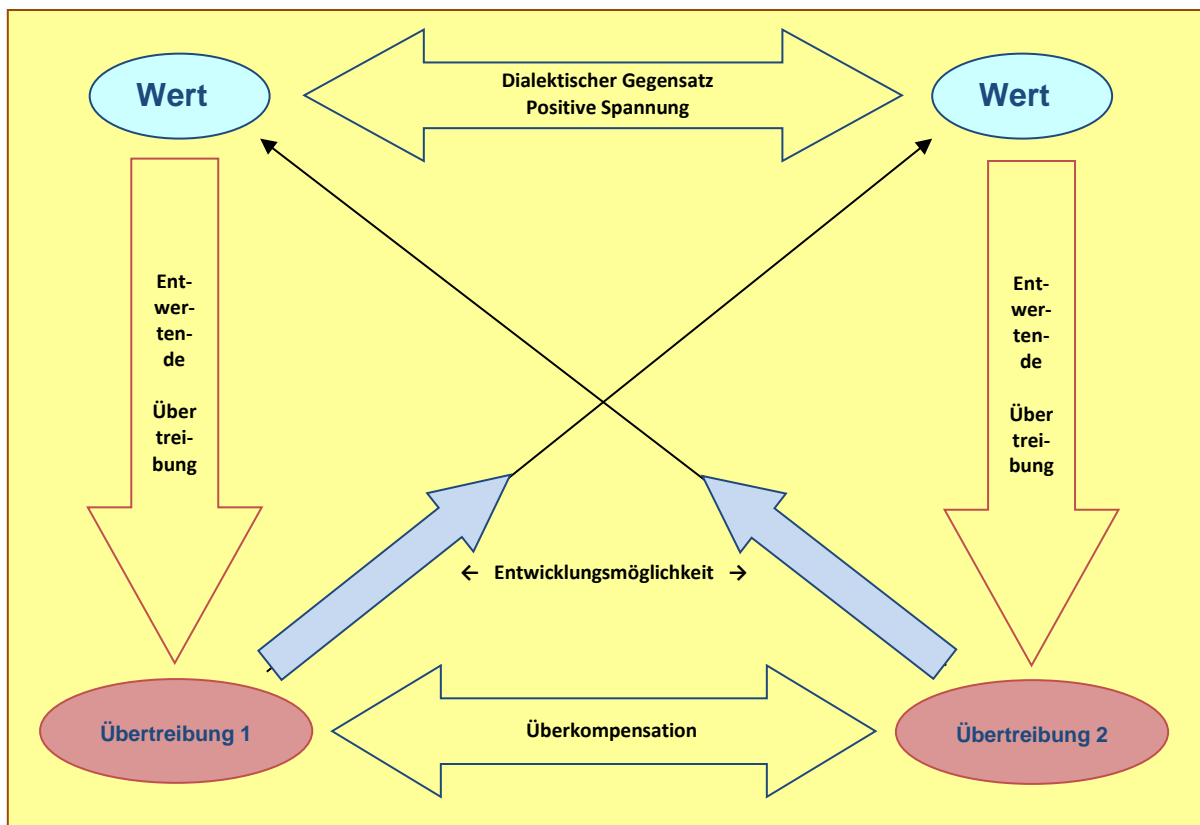 Wert
Dialektischer Gegensatz
Positive Spannung
Wert
Ent-
wer-
ten-
de
Über
trei-
bung
Ent-
wer-
ten-
de
Über
trei-
bung
← Entwicklungsmöglichkeit →
Übertreibung 1
Überkompensation
Übertreibung 2